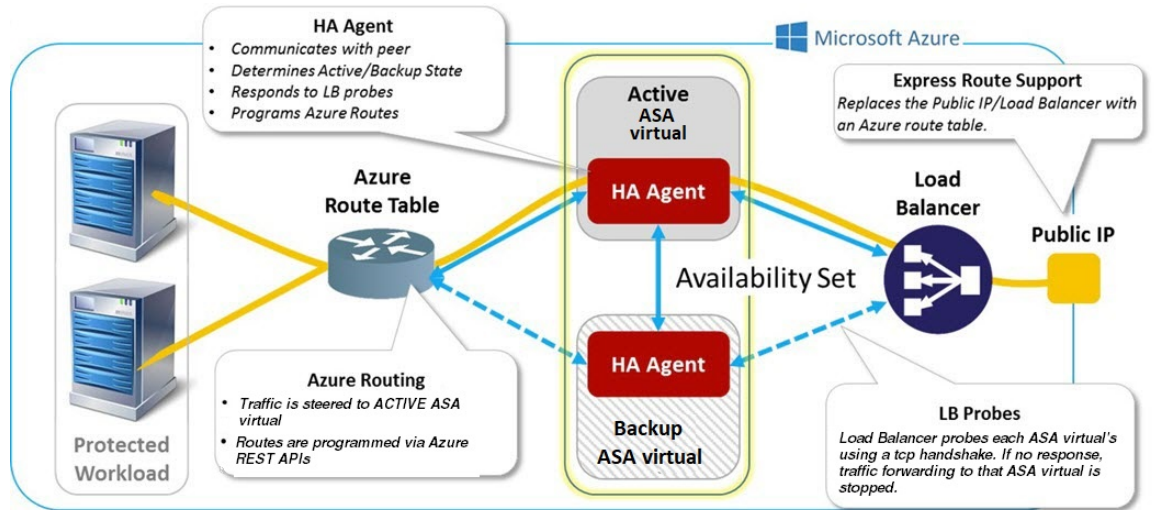 HA Agent
• Communicates with peer
• Determines Active/Backup State
• Responds to LB probes
• Programs Azure Routes
Microsoft Azure
Express Route Support
Replaces the Public IP/Load Balancer with
an Azure route table.
Active
ASA
virtual
HA Agent
Azure
Route Table
Load
Balancer
Public IP
Availability Set
HA Agent
Backup
ASA virtual
Protected
Workload
Azure Routing
• Traffic is steered to ACTIVE ASA
virtual
• Routes are programmed via Azure
REST APIs
LB Probes
Load Balancer probes each ASA virtual's
using a tcp handshake. If no response,
traffic forwarding to that ASA virtual is
stopped.